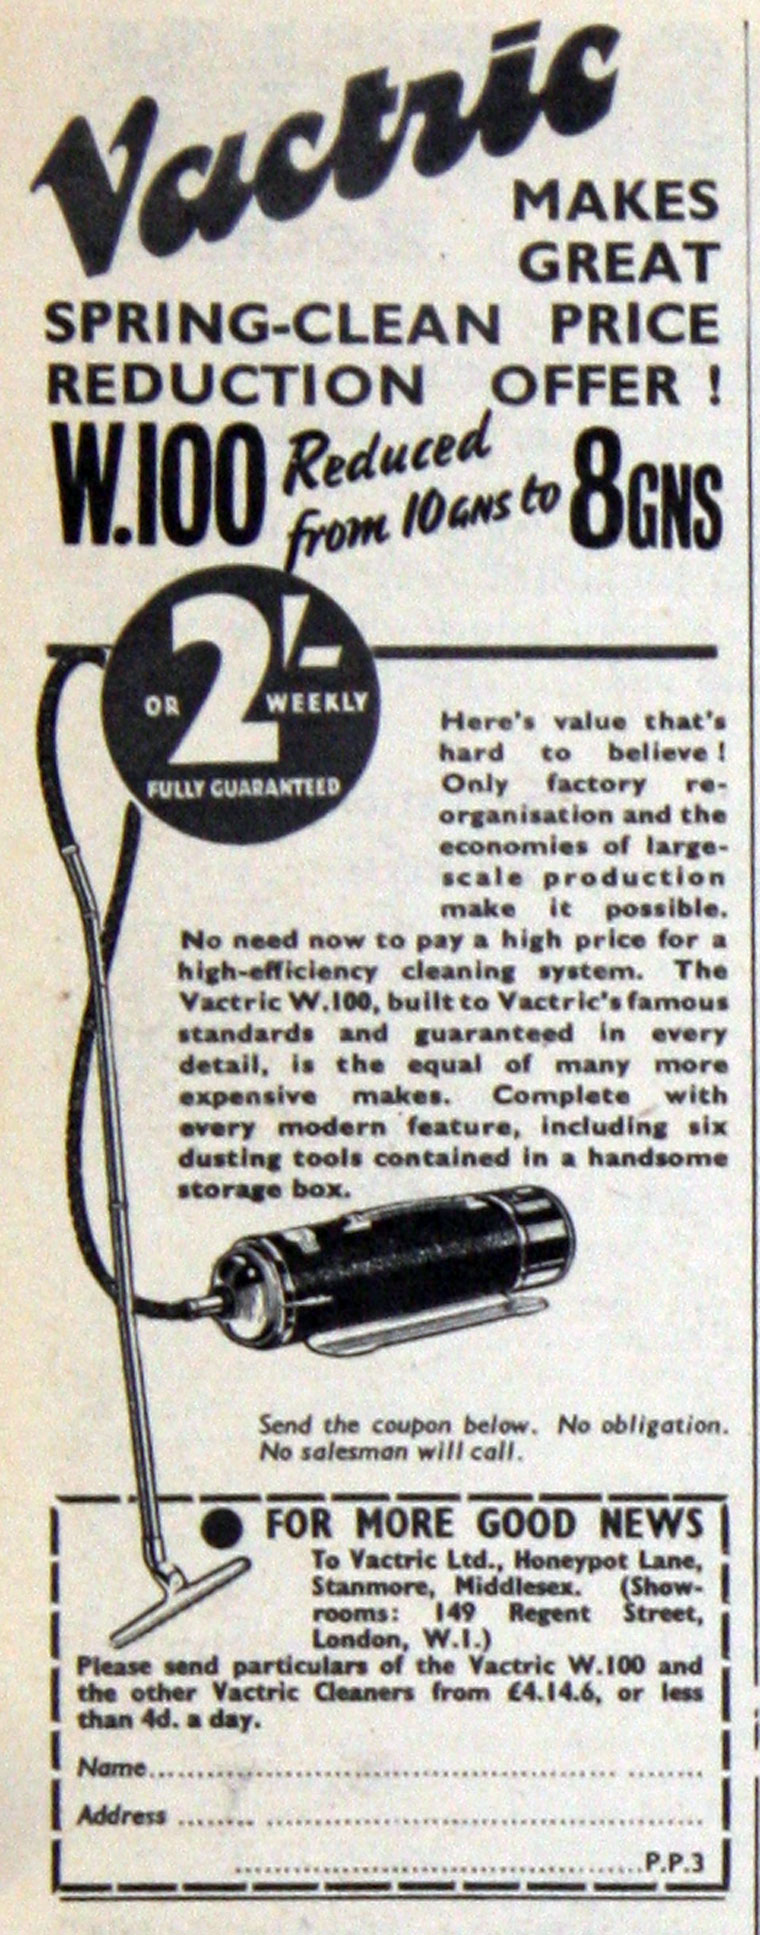 Vactric
MAKES
GREAT
SPRING-CLEAN PRICE
REDUCTION OFFER !
W.100 Reduced from 10 GNS to 8 GNS
OR 2/- WEEKLY
FULLY GUARANTEED
Here's value that's
hard to believe !
Only factory re-
organisation and the
economies of large-
scale production
make it possible.
No need now to pay a high price for a
high-efficiency cleaning system. The
Vactric W.100, built to Vactric's famous
standards and guaranteed in every
detail, is the equal of many more
expensive makes. Complete with
every modern feature, including six
dusting tools contained in a handsome
storage box.
Send the coupon below. No obligation.
No salesman will call.
● FOR MORE GOOD NEWS
To Vactric Ltd., Honeypot Lane,
Stanmore, Middlesex. (Show-
rooms: 149 Regent Street,
London, W.1.)
Please send particulars of the Vactric W.100 and
the other Vactric Cleaners from £4.14.6, or less
than 4d. a day.
Name
Address
P.P.3